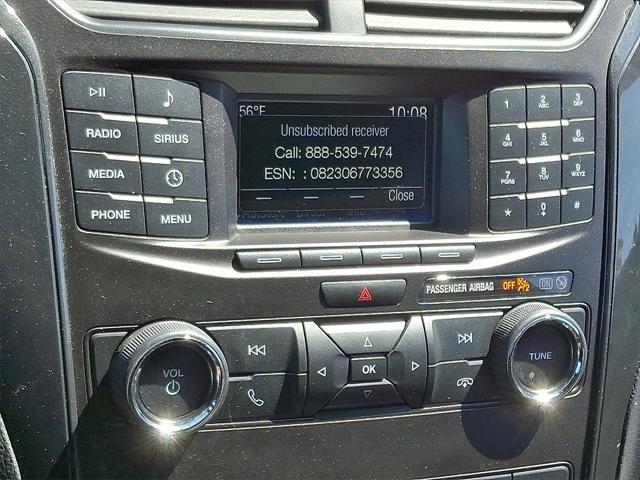 56°F 10:08
Unsubscribed receiver
Call: 888-539-7474
ESN: : 082306773356
Close
RADIO
SIRIUS
MEDIA
PHONE
MENU
1
2 ABC
3 DEF
4 GHI
5 JKL
6 MNO
7 PQRS
8 TUV
9 WXYZ
*
0 +
#
PASSENGER AIRBAG OFF 2 ON
VOL
OK
TUNE